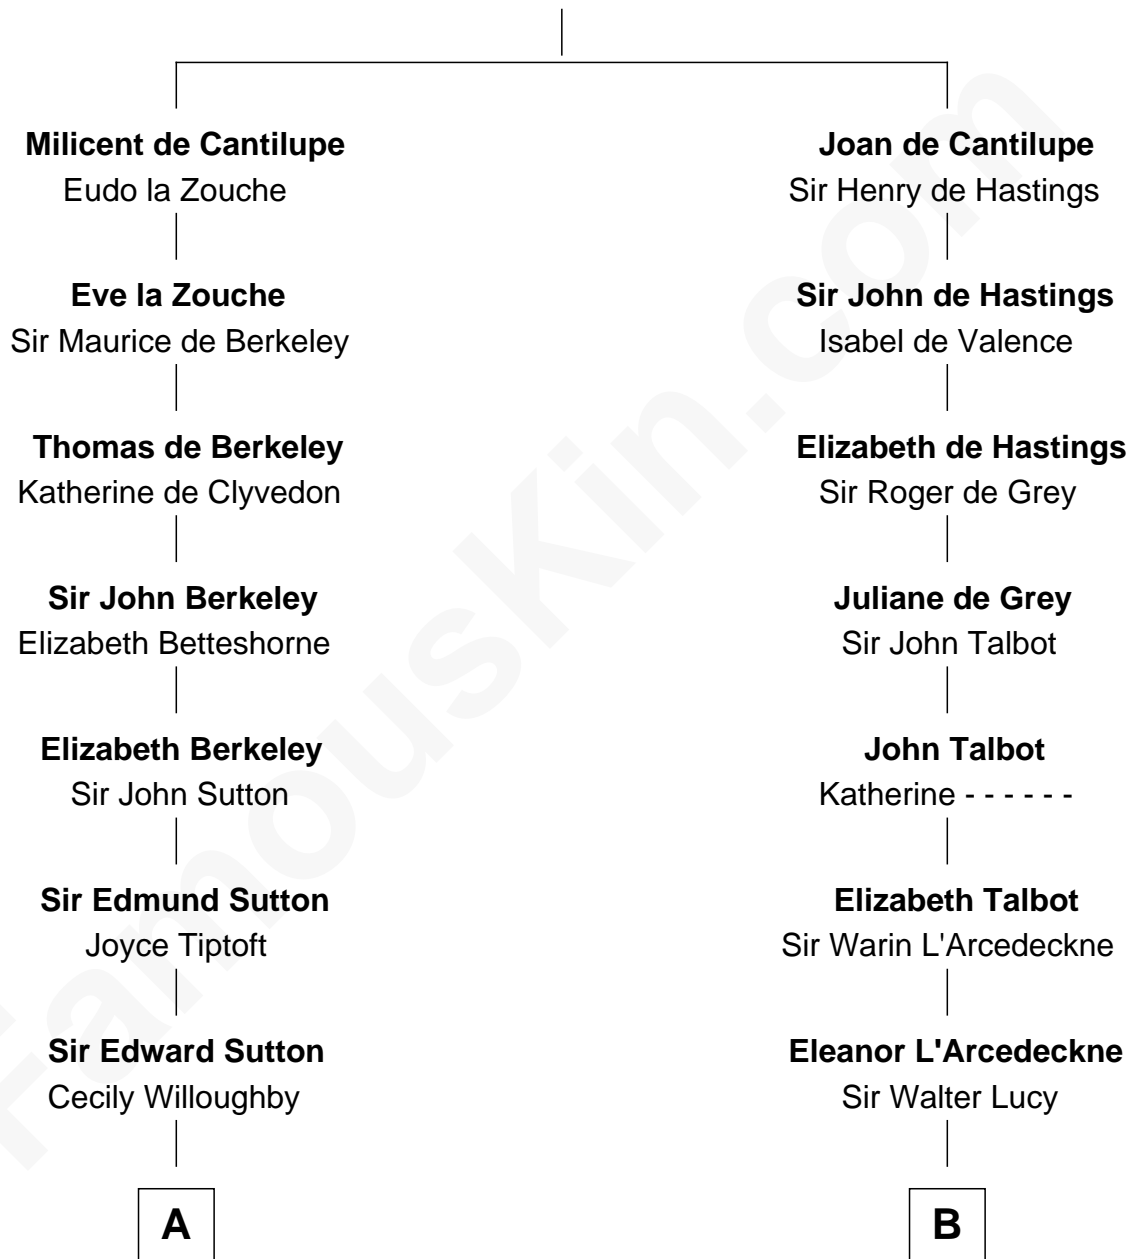 Milicent de Cantilupe
Eudo la Zouche
Eve la Zouche
Sir Maurice de Berkeley
Thomas de Berkeley
Katherine de Clyvedon
Sir John Berkeley
Elizabeth Betteshorne
Elizabeth Berkeley
Sir John Sutton
Sir Edmund Sutton
Joyce Tiptoft
Sir Edward Sutton
Cecily Willoughby
A
Joan de Cantilupe
Sir Henry de Hastings
Sir John de Hastings
Isabel de Valence
Elizabeth de Hastings
Sir Roger de Grey
Juliane de Grey
Sir John Talbot
John Talbot
Katherine - - - - - -
Elizabeth Talbot
Sir Warin L'Arcedeckne
Eleanor L'Arcedeckne
Sir Walter Lucy
B
FamousKin.com